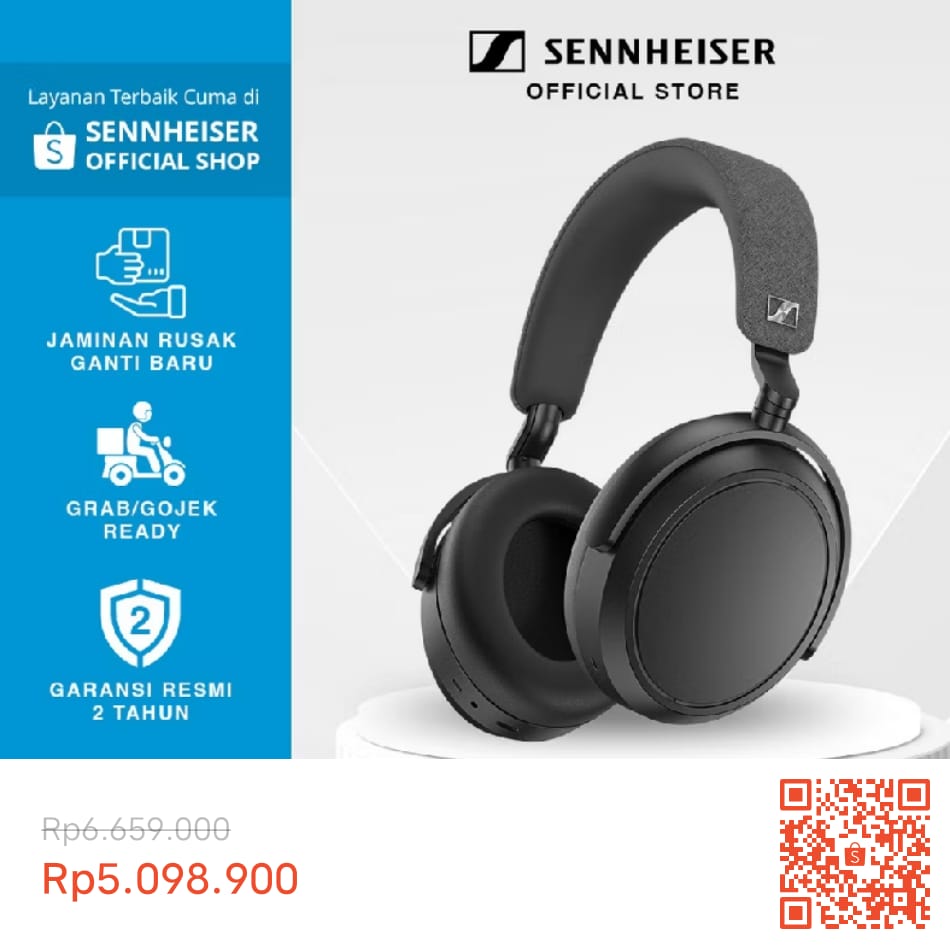 SENNHEISER
OFFICIAL STORE
Layanan Terbaik Cuma di
SENNHEISER
OFFICIAL SHOP
JAMINAN RUSAK
GANTI BARU
GRAB/GOJEK
READY
2
GARANSI RESMI
2 TAHUN
Rp6.659.000
Rp5.098.900